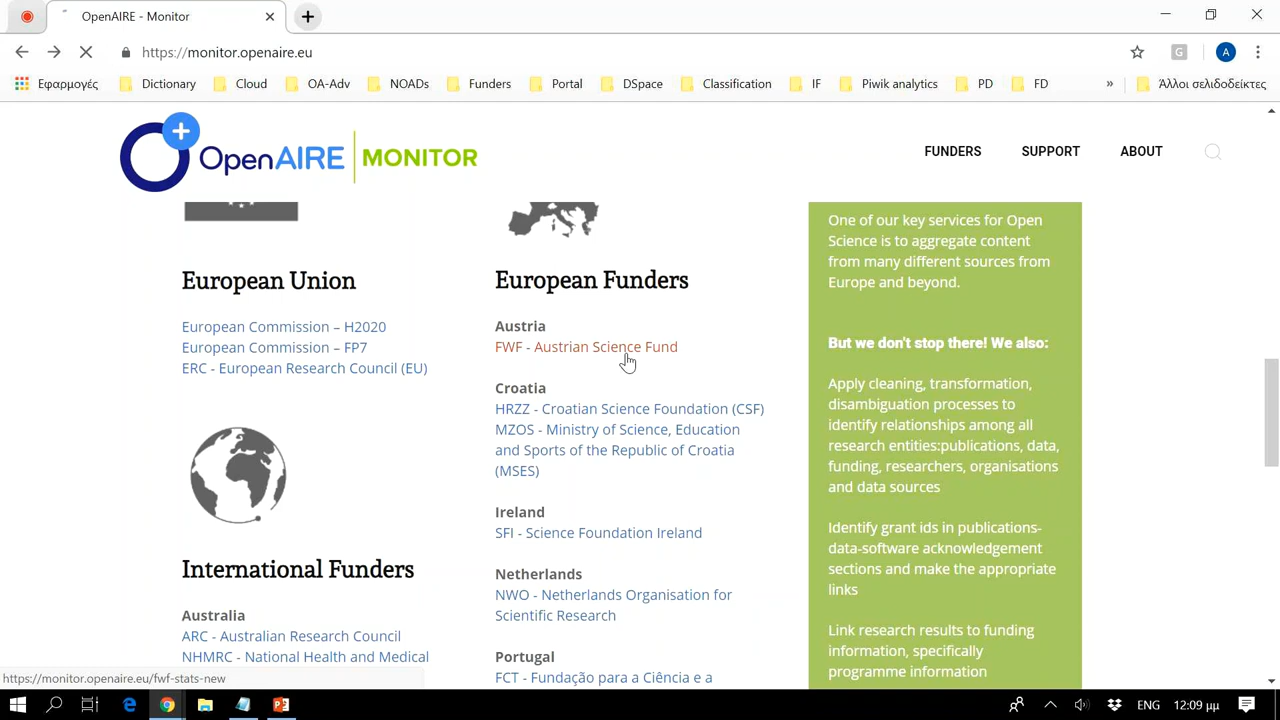 OpenAIRE - Monitor
https://monitor.openaire.eu
G
A
Εφαρμογές
Dictionary
Cloud
OA-Adv
NOADs
Funders
Portal
DSpace
Classification
IF
Piwik analytics
PD
FD
»
Άλλοι σελιδοδείκτες
OpenAIRE MONITOR
FUNDERS
SUPPORT
ABOUT
European Union
European Commission – H2020
European Commission – FP7
ERC - European Research Council (EU)
International Funders
Australia
ARC - Australian Research Council
NHMRC - National Health and Medical
European Funders
Austria
FWF - Austrian Science Fund
Croatia
HRZZ - Croatian Science Foundation (CSF)
MZOS - Ministry of Science, Education
and Sports of the Republic of Croatia
(MSES)
Ireland
SFI - Science Foundation Ireland
Netherlands
NWO - Netherlands Organisation for
Scientific Research
Portugal
FCT - Fundação para a Ciência e a
One of our key services for Open
Science is to aggregate content
from many different sources from
Europe and beyond.
But we don't stop there! We also:
Apply cleaning, transformation,
disambiguation processes to
identify relationships among all
research entities:publications, data,
funding, researchers, organisations
and data sources
Identify grant ids in publications-
data-software acknowledgement
sections and make the appropriate
links
Link research results to funding
information, specifically
programme information
https://monitor.openaire.eu/fwf-stats-new
ENG
12:09 μμ